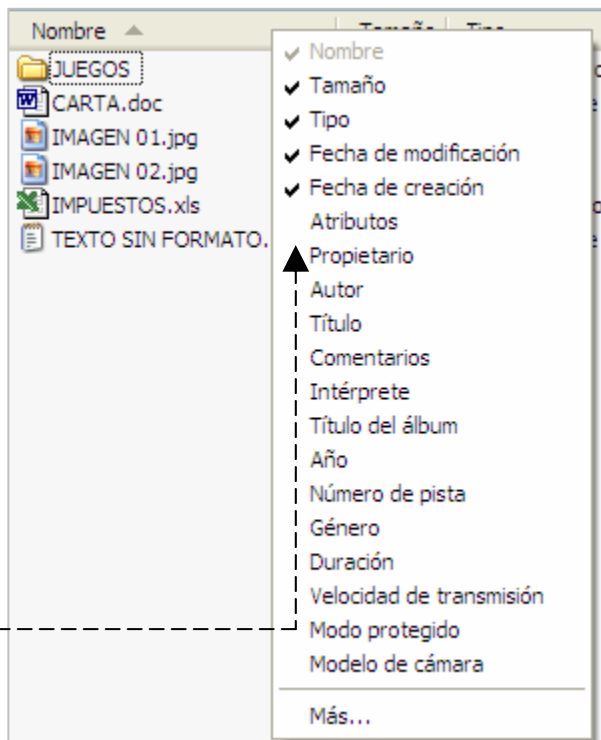 Nombre
Tamaño Tipo
JUEGOS
CARTA.doc
IMAGEN 01.jpg
IMAGEN 02.jpg
IMPUESTOS.xls
TEXTO SIN FORMATO.
Nombre
Tamaño
Tipo
Fecha de modificación
Fecha de creación
Atributos
Propietario
Autor
Título
Comentarios
Intérprete
Título del álbum
Año
Número de pista
Género
Duración
Velocidad de transmisión
Modo protegido
Modelo de cámara
Más...